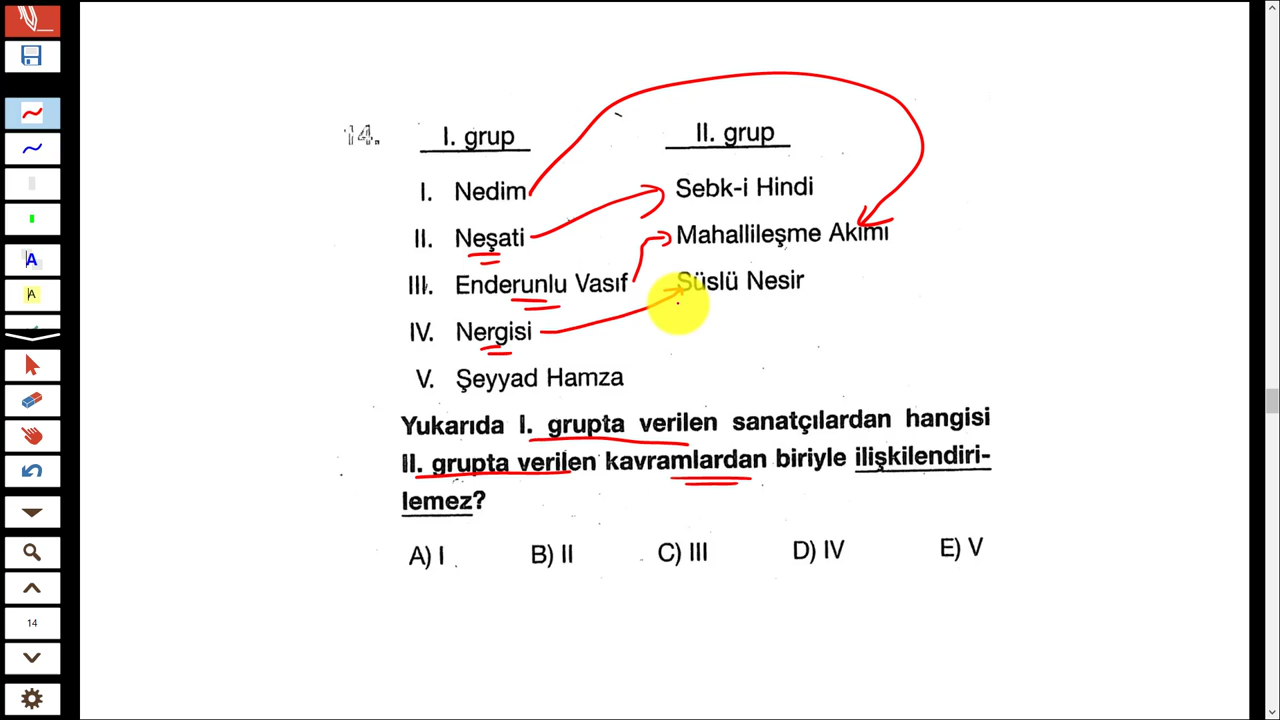 14. I. grup II. grup
I. Nedim Sebk-i Hindi
II. Neşati Mahallileşme Akımı
III. Enderunlu Vasıf Süslü Nesir
IV. Nergisi
V. Şeyyad Hamza
Yukarıda I. grupta verilen sanatçılardan hangisi
II. grupta verilen kavramlardan biriyle ilişkilendiri-
lemez?
A) I B) II C) III D) IV E) V
A
A
14